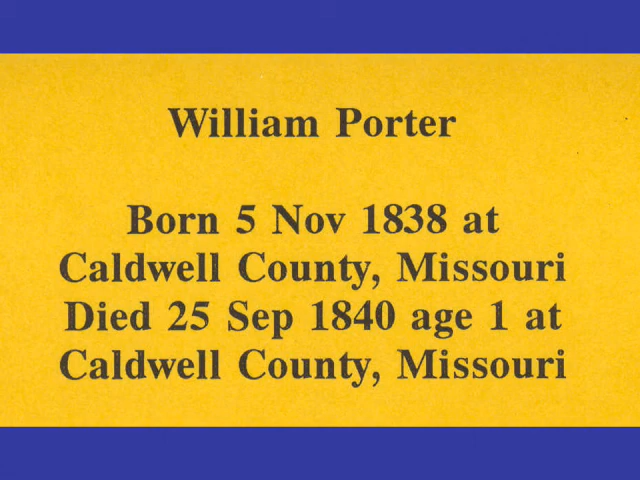 William Porter
Born 5 Nov 1838 at
Caldwell County, Missouri
Died 25 Sep 1840 age 1 at
Caldwell County, Missouri